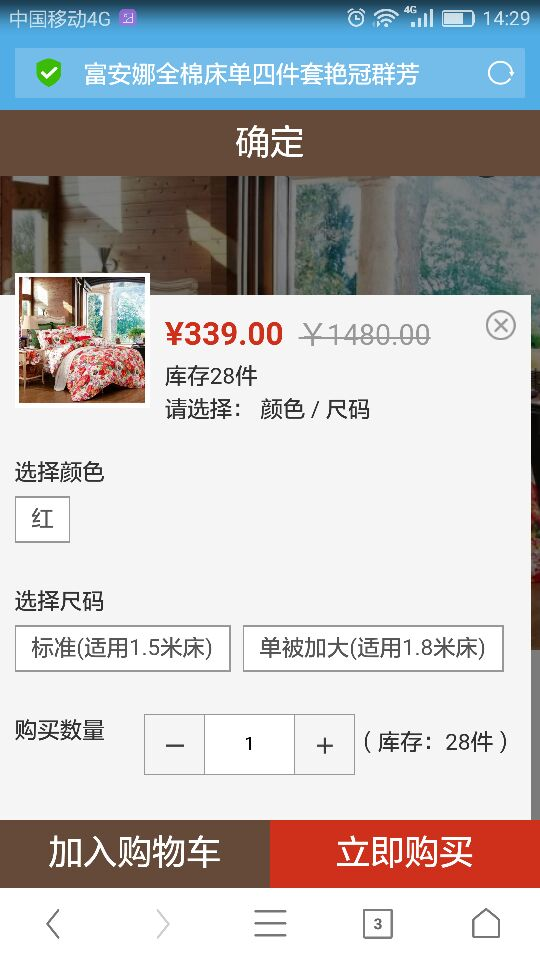 中国移动4G 4G 14:29
富安娜全棉床单四件套艳冠群芳
确定
¥339.00 ¥1480.00
库存28件
请选择： 颜色 / 尺码
选择颜色
红
选择尺码
标准(适用1.5米床) 单被加大(适用1.8米床)
购买数量 － 1 ＋ ( 库存：28件 )
加入购物车 立即购买
3